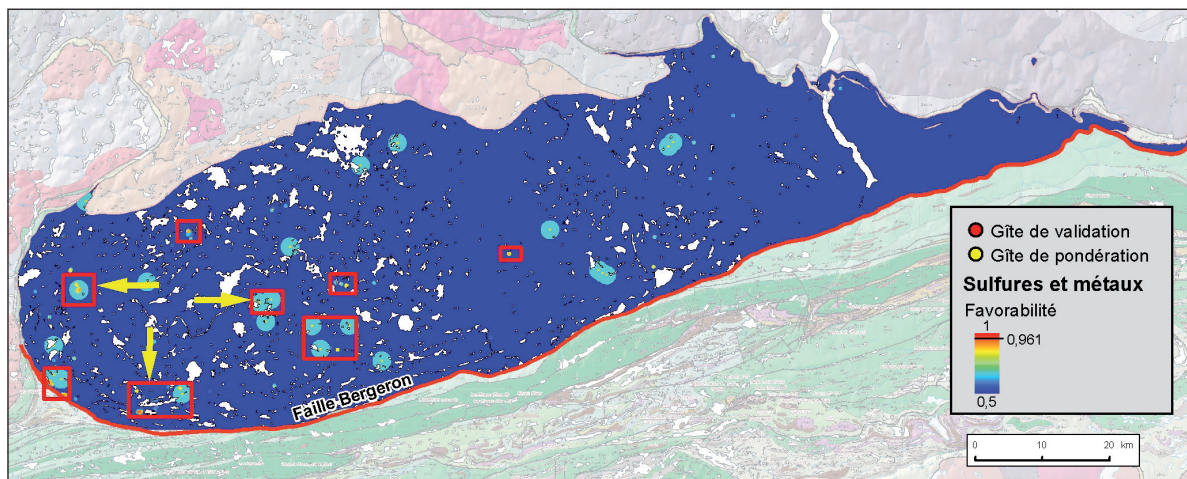 Faille Bergeron
Gîte de validation
Gîte de pondération
Sulfures et métaux
Favorabilité
1
0,961
0,5
0 10 20 km